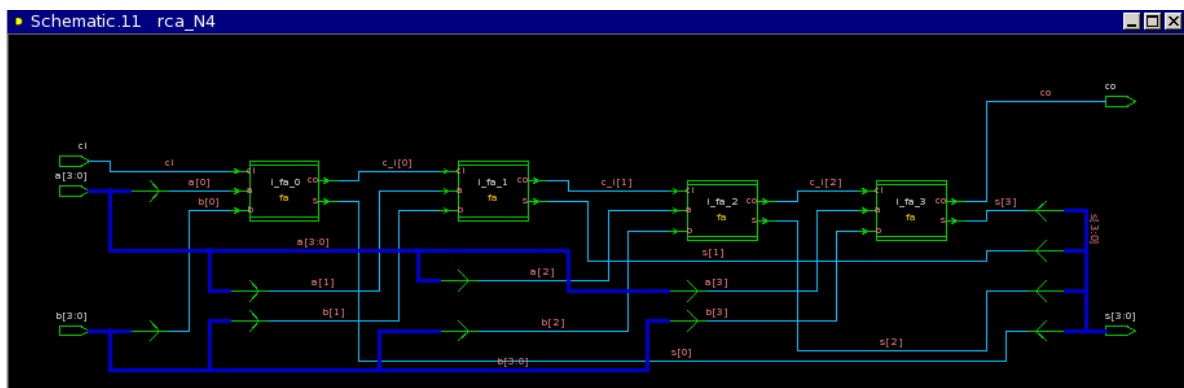 Schematic.11 rca_N4
co
co
ci
ci
c_i[0]
a[3:0]
a[0]
ci
i_fa_0
co
ci
i_fa_1
co
c_i[1]
c_i[2]
a
fa
s
a
fa
s
ci
i_fa_2
co
ci
i_fa_3
co
b[0]
b
b
a
fa
s
a
fa
s
s[3]
b
b
s[3:0]
a[3:0]
s[1]
a[1]
a[2]
a[3]
b[3:0]
b[1]
b[2]
b[3]
s[3:0]
s[2]
b[3:0]
s[0]